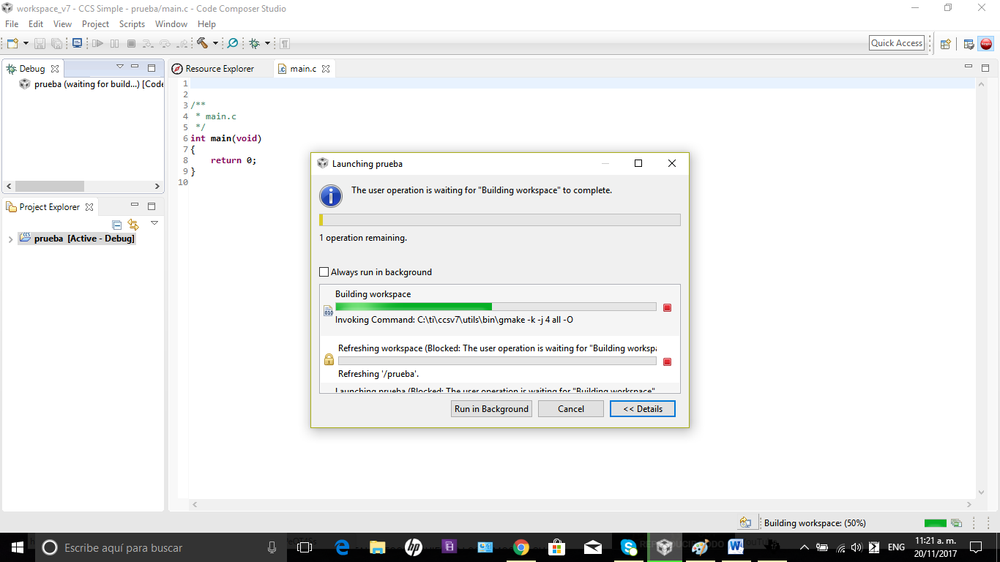 workspace_v7 - CCS Simple - prueba/main.c - Code Composer Studio
File Edit View Project Scripts Window Help
Quick Access
Debug
prueba (waiting for build...) [Code
Resource Explorer
main.c
1
2
3 /**
4 * main.c
5 */
6 int main(void)
7 {
8 return 0;
9 }
10
Project Explorer
prueba [Active - Debug]
Launching prueba
The user operation is waiting for "Building workspace" to complete.
1 operation remaining.
Always run in background
Building workspace
Invoking Command: C:\ti\ccsv7\utils\bin\gmake -k -j 4 all -O
Refreshing workspace (Blocked: The user operation is waiting for "Building workspa
Refreshing '/prueba'.
Launching prueba (Blocked: The user operation is waiting for "Building workspace"
Run in Background
Cancel
<< Details
Building workspace: (50%)
Escribe aquí para buscar
ENG
11:21 a. m.
20/11/2017